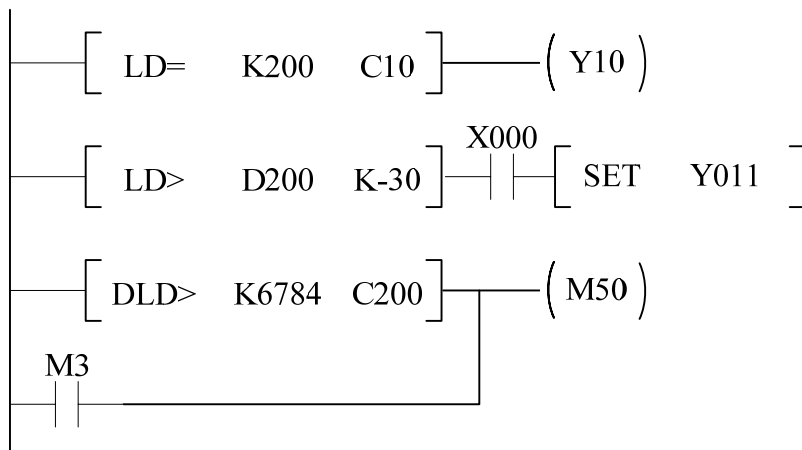 LD= K200 C10 Y10
X000
LD> D200 K-30 SET Y011
DLD> K6784 C200 M50
M3